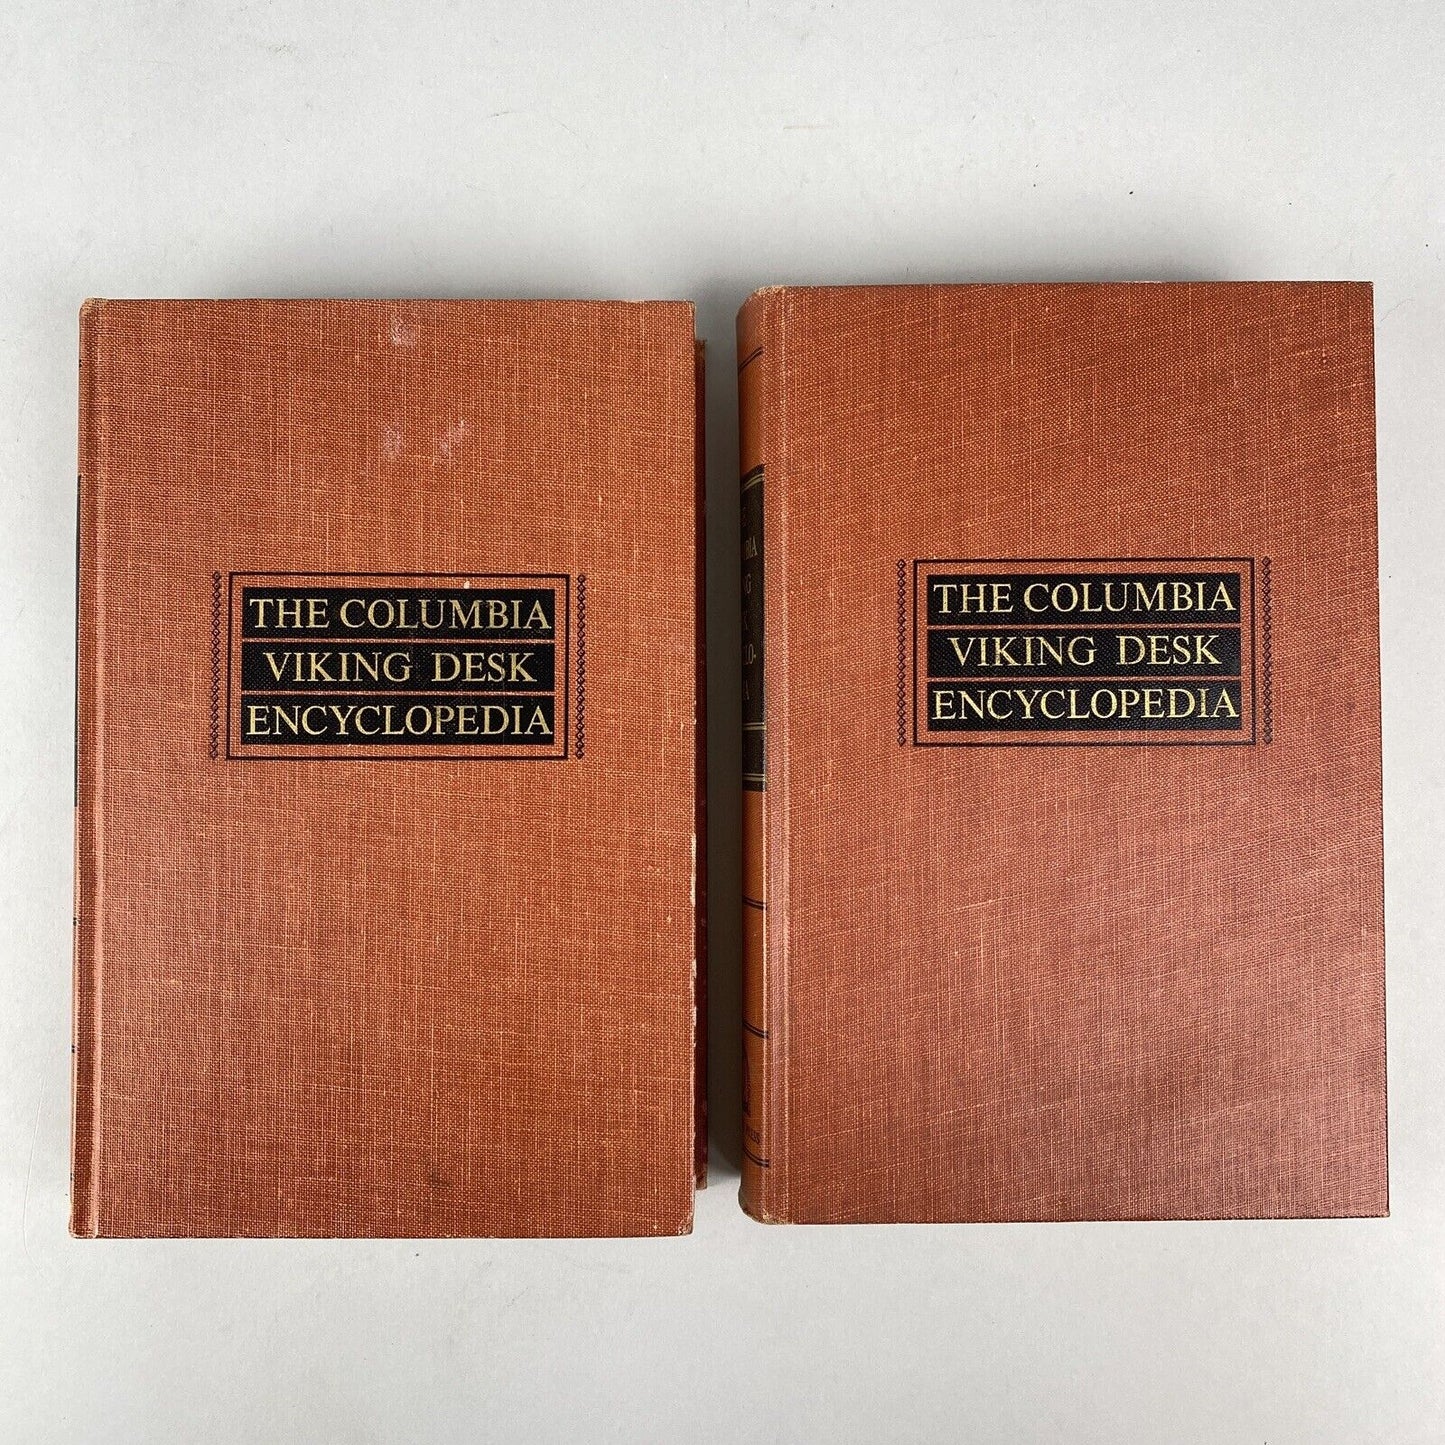 THE COLUMBIA
VIKING DESK
ENCYCLOPEDIA
THE COLUMBIA
VIKING DESK
ENCYCLOPEDIA